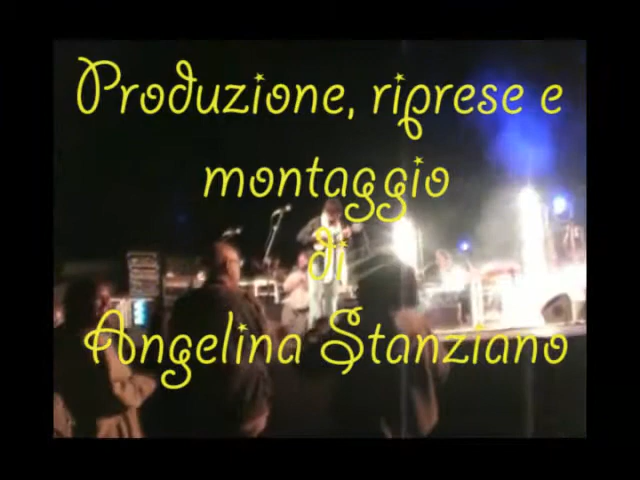 Produzione, riprese e
montaggio
di
Angelina Stanziano